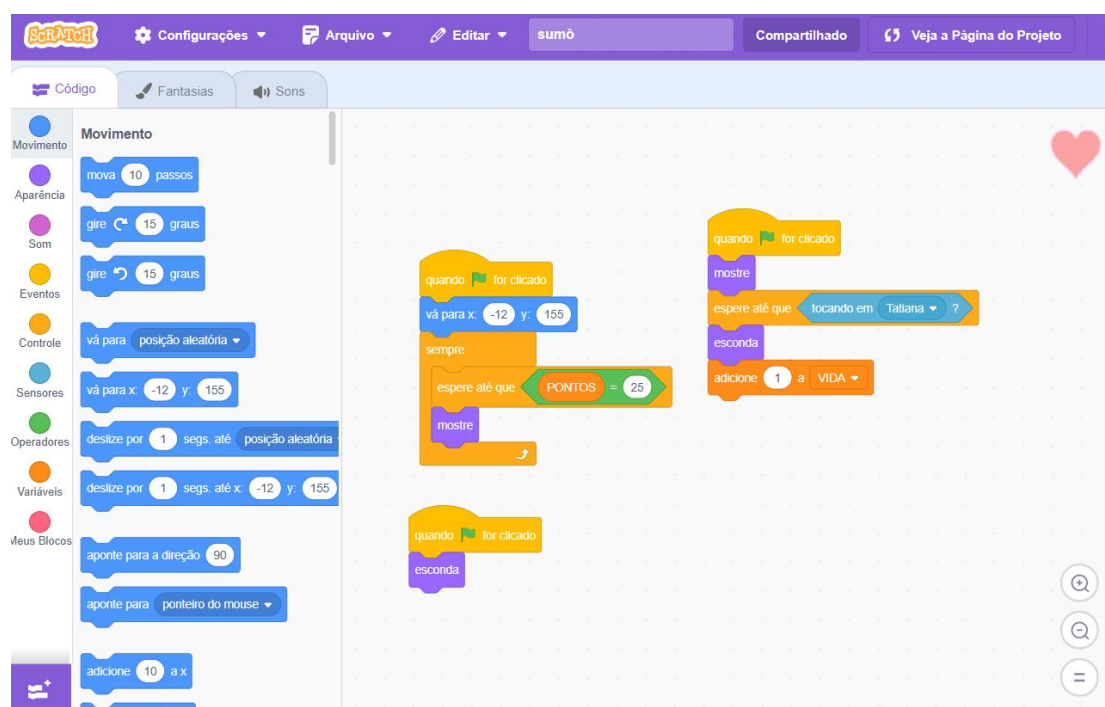 SCRATCH Configurações Arquivo Editar sumô Compartilhado Veja a Página do Projeto
Código Fantasias Sons
Movimento
Aparência
Som
Eventos
Controle
Sensores
Operadores
Variáveis
Meus Blocos
Movimento
mova 10 passos
gire 15 graus
gire 15 graus
vá para posição aleatória
vá para x: -12 y: 155
deslize por 1 segs. até posição aleatória
deslize por 1 segs. até x: -12 y: 155
aponte para a direção 90
aponte para ponteiro do mouse
adicione 10 a x
quando for clicado
vá para x: -12 y: 155
sempre
espere até que PONTOS = 25
mostre
quando for clicado
esconda
quando for clicado
mostre
espere até que tocando em Tatiana ?
esconda
adicione 1 a VIDA